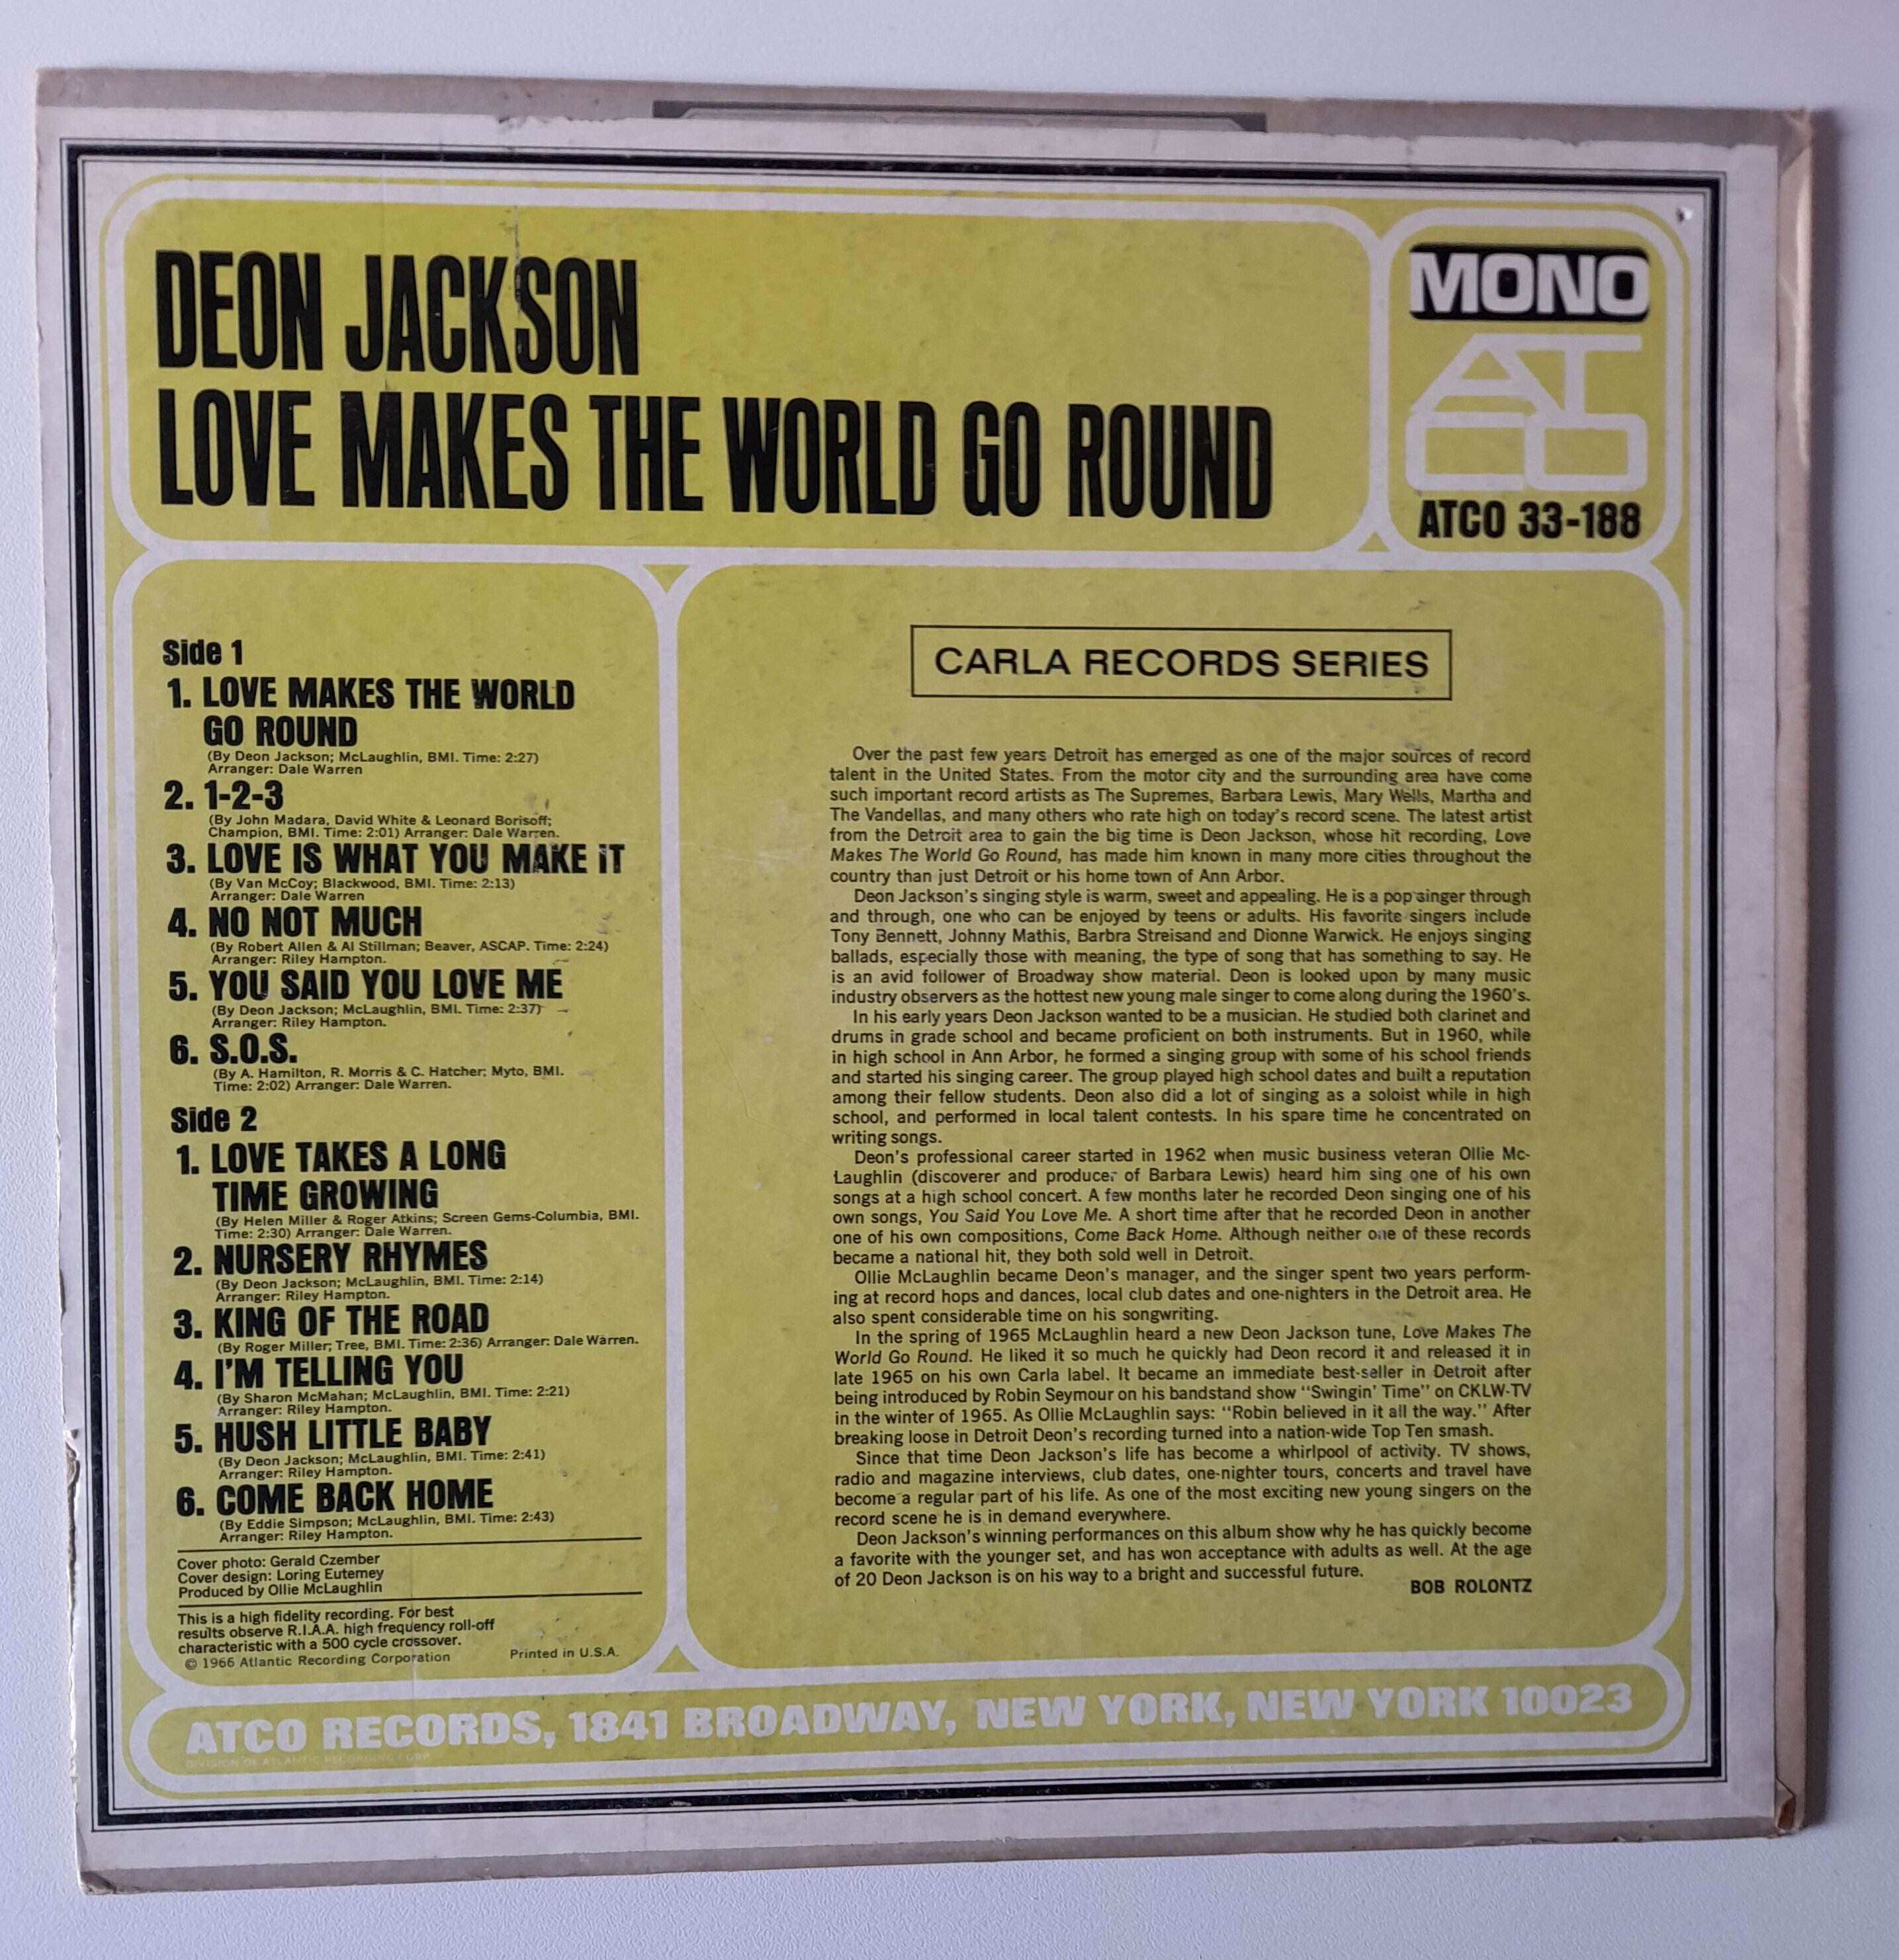 DEON JACKSON
LOVE MAKES THE WORLD GO ROUND
MONO
ATCO
ATCO 33-188
Side 1
1. LOVE MAKES THE WORLD
GO ROUND
(By Deon Jackson; McLaughlin, BMI. Time: 2:27)
Arranger: Dale Warren
2. 1-2-3
(By John Madara, David White & Leonard Borisoff;
Champion, BMI. Time: 2:01) Arranger: Dale Warren.
3. LOVE IS WHAT YOU MAKE IT
(By Van McCoy; Blackwood, BMI. Time: 2:13)
Arranger: Dale Warren
4. NO NOT MUCH
(By Robert Allen & Al Stillman; Beaver, ASCAP. Time: 2:24)
Arranger: Riley Hampton.
5. YOU SAID YOU LOVE ME
(By Deon Jackson; McLaughlin, BMI. Time: 2:37)
Arranger: Riley Hampton.
6. S.O.S.
(By A. Hamilton, R. Morris & C. Hatcher; Myto, BMI.
Time: 2:02) Arranger: Dale Warren.
Side 2
1. LOVE TAKES A LONG
TIME GROWING
(By Helen Miller & Roger Atkins; Screen Gems-Columbia, BMI.
Time: 2:30) Arranger: Dale Warren.
2. NURSERY RHYMES
(By Deon Jackson; McLaughlin, BMI. Time: 2:14)
Arranger: Riley Hampton.
3. KING OF THE ROAD
(By Roger Miller; Tree, BMI. Time: 2:36) Arranger: Dale Warren.
4. I'M TELLING YOU
(By Sharon McMahan; McLaughlin, BMI. Time: 2:21)
Arranger: Riley Hampton.
5. HUSH LITTLE BABY
(By Deon Jackson; McLaughlin, BMI. Time: 2:41)
Arranger: Riley Hampton.
6. COME BACK HOME
(By Eddie Simpson; McLaughlin, BMI. Time: 2:43)
Arranger: Riley Hampton.
Cover photo: Gerald Czember
Cover design: Loring Eutemey
Produced by Ollie McLaughlin
This is a high fidelity recording. For best
results observe R.I.A.A. high frequency roll-off
characteristic with a 500 cycle crossover.
© 1966 Atlantic Recording Corporation
Printed in U.S.A.
CARLA RECORDS SERIES
Over the past few years Detroit has emerged as one of the major sources of record
talent in the United States. From the motor city and the surrounding area have come
such important record artists as The Supremes, Barbara Lewis, Mary Wells, Martha and
The Vandellas, and many others who rate high on today's record scene. The latest artist
from the Detroit area to gain the big time is Deon Jackson, whose hit recording, Love
Makes The World Go Round, has made him known in many more cities throughout the
country than just Detroit or his home town of Ann Arbor.
Deon Jackson's singing style is warm, sweet and appealing. He is a pop singer through
and through, one who can be enjoyed by teens or adults. His favorite singers include
Tony Bennett, Johnny Mathis, Barbra Streisand and Dionne Warwick. He enjoys singing
ballads, especially those with meaning, the type of song that has something to say. He
is an avid follower of Broadway show material. Deon is looked upon by many music
industry observers as the hottest new young male singer to come along during the 1960's.
In his early years Deon Jackson wanted to be a musician. He studied both clarinet and
drums in grade school and became proficient on both instruments. But in 1960, while
in high school in Ann Arbor, he formed a singing group with some of his school friends
and started his singing career. The group played high school dates and built a reputation
among their fellow students. Deon also did a lot of singing as a soloist while in high
school, and performed in local talent contests. In his spare time he concentrated on
writing songs.
Deon's professional career started in 1962 when music business veteran Ollie Mc-
Laughlin (discoverer and producer of Barbara Lewis) heard him sing one of his own
songs at a high school concert. A few months later he recorded Deon singing one of his
own songs, You Said You Love Me. A short time after that he recorded Deon in another
one of his own compositions, Come Back Home. Although neither one of these records
became a national hit, they both sold well in Detroit.
Ollie McLaughlin became Deon's manager, and the singer spent two years perform-
ing at record hops and dances, local club dates and one-nighters in the Detroit area. He
also spent considerable time on his songwriting.
In the spring of 1965 McLaughlin heard a new Deon Jackson tune, Love Makes The
World Go Round. He liked it so much he quickly had Deon record it and released it in
late 1965 on his own Carla label. It became an immediate best-seller in Detroit after
being introduced by Robin Seymour on his bandstand show "Swingin' Time" on CKLW-TV
in the winter of 1965. As Ollie McLaughlin says: "Robin believed in it all the way." After
breaking loose in Detroit Deon's recording turned into a nation-wide Top Ten smash.
Since that time Deon Jackson's life has become a whirlpool of activity. TV shows,
radio and magazine interviews, club dates, one-nighter tours, concerts and travel have
become a regular part of his life. As one of the most exciting new young singers on the
record scene he is in demand everywhere.
Deon Jackson's winning performances on this album show why he has quickly become
a favorite with the younger set, and has won acceptance with adults as well. At the age
of 20 Deon Jackson is on his way to a bright and successful future.
BOB ROLONTZ
ATCO RECORDS, 1841 BROADWAY, NEW YORK, NEW YORK 10023
DIVISION OF ATLANTIC RECORDING CORP.